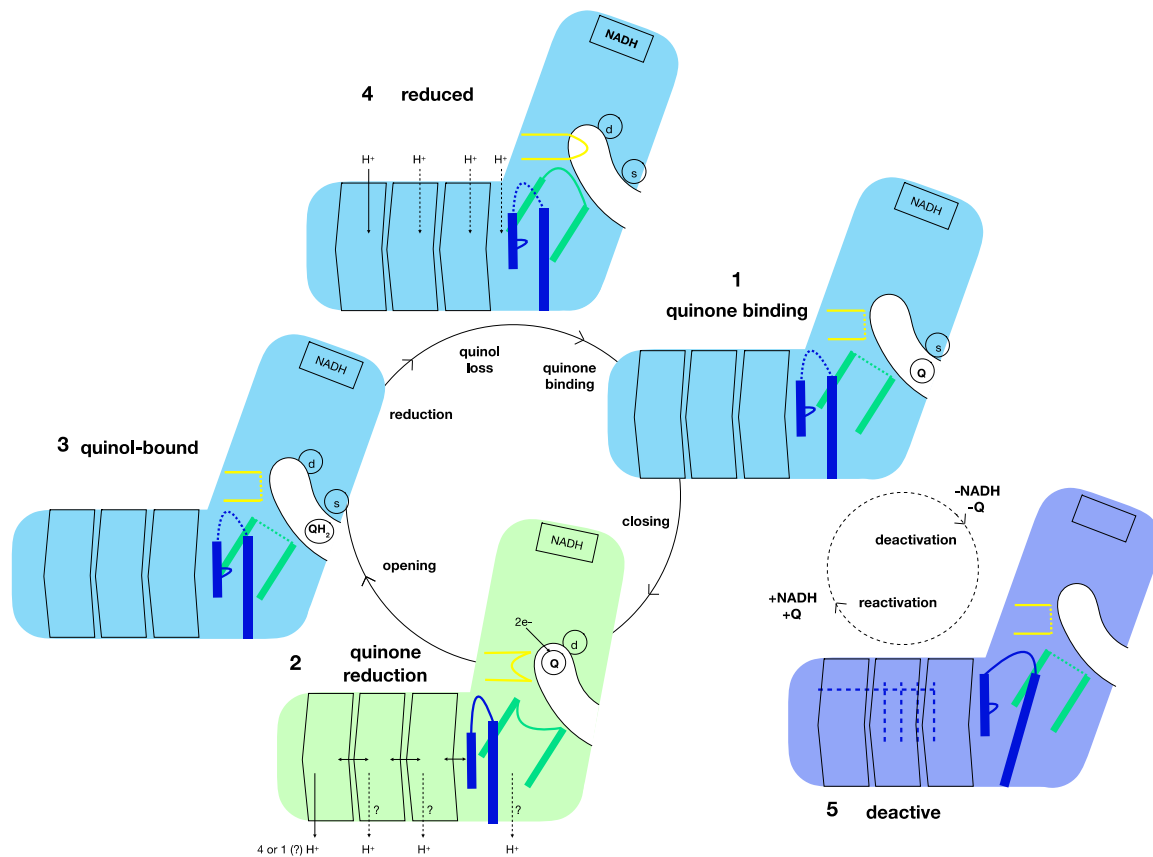 NADH
4 reduced
d
H⁺ H⁺ H⁺ H⁺
s
NADH
1
quinone binding
s
Q
quinol
loss
quinone
binding
reduction
NADH
3 quinol-bound
d
s
QH₂
closing
opening
-NADH
-Q
deactivation
reactivation
+NADH
+Q
NADH
2e-
d
Q
2 quinone
reduction
? ? ? ?
4 or 1 (?) H⁺ H⁺ H⁺ H⁺
5 deactive